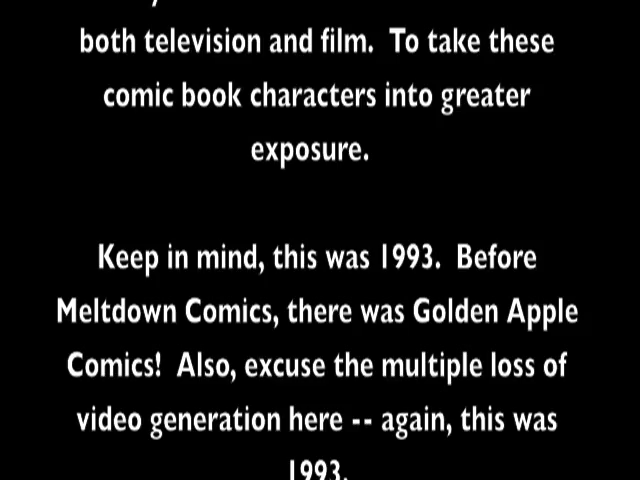 both television and film. To take these
comic book characters into greater
exposure.
Keep in mind, this was 1993. Before
Meltdown Comics, there was Golden Apple
Comics! Also, excuse the multiple loss of
video generation here -- again, this was
1993.